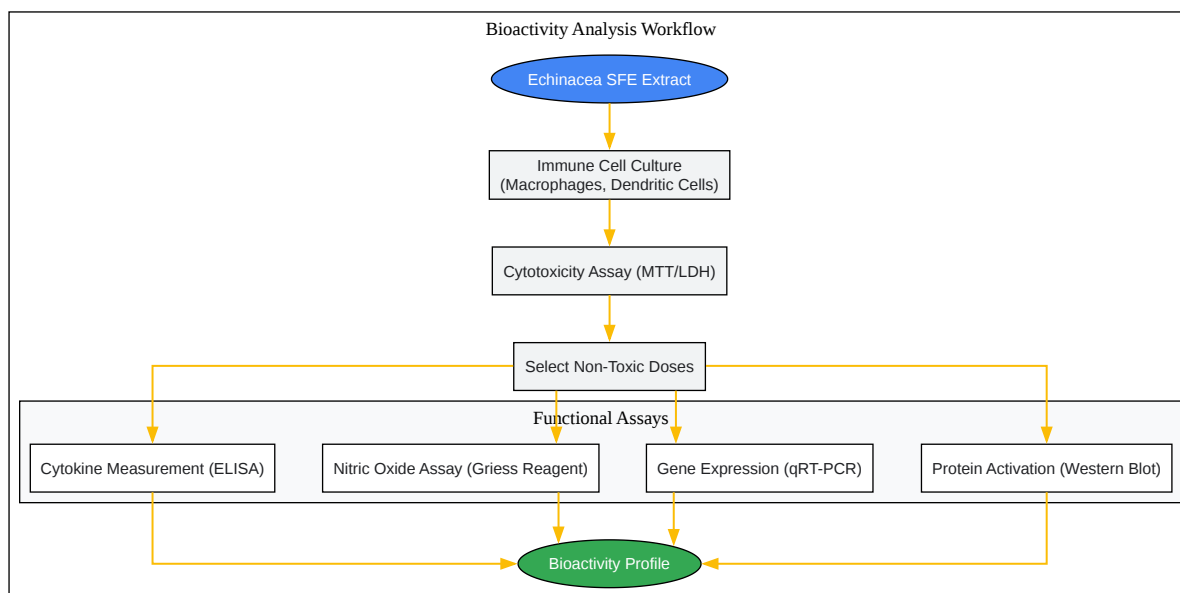 Bioactivity Analysis Workflow
Echinacea SFE Extract
Immune Cell Culture
(Macrophages, Dendritic Cells)
Cytotoxicity Assay (MTT/LDH)
Select Non-Toxic Doses
Functional Assays
Cytokine Measurement (ELISA)
Nitric Oxide Assay (Griess Reagent)
Gene Expression (qRT-PCR)
Protein Activation (Western Blot)
Bioactivity Profile